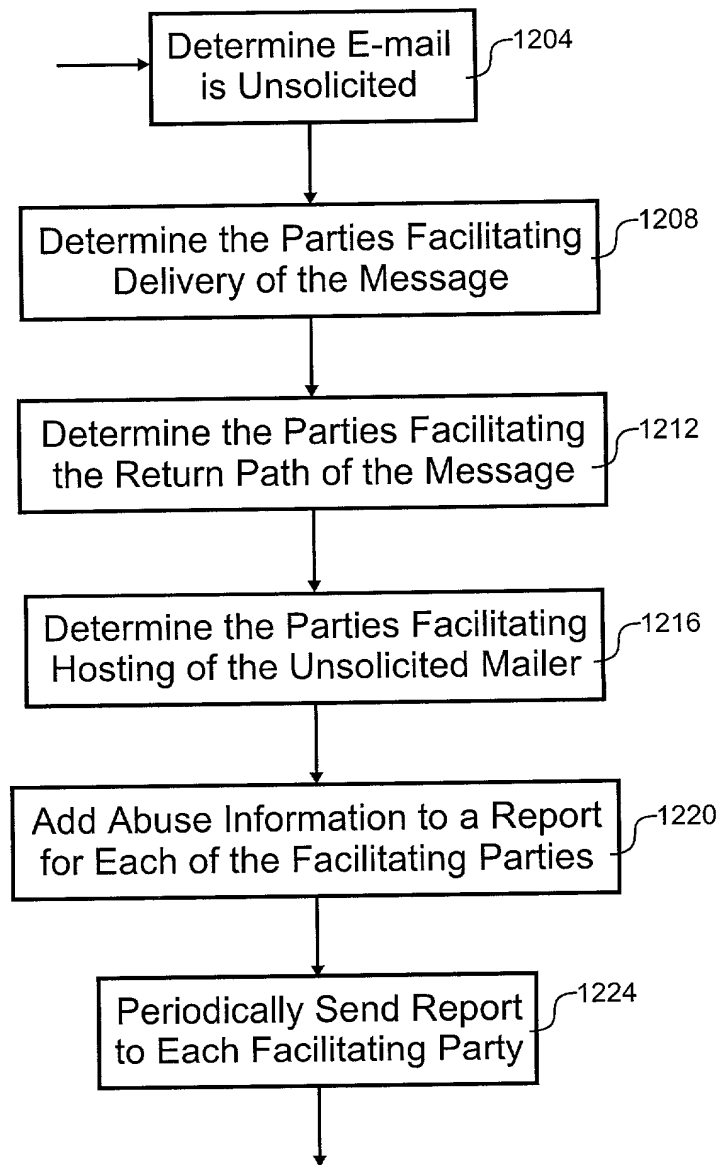 Determine E-mail
is Unsolicited
1204
Determine the Parties Facilitating
Delivery of the Message
1208
Determine the Parties Facilitating
the Return Path of the Message
1212
Determine the Parties Facilitating
Hosting of the Unsolicited Mailer
1216
Add Abuse Information to a Report
for Each of the Facilitating Parties
1220
Periodically Send Report
to Each Facilitating Party
1224